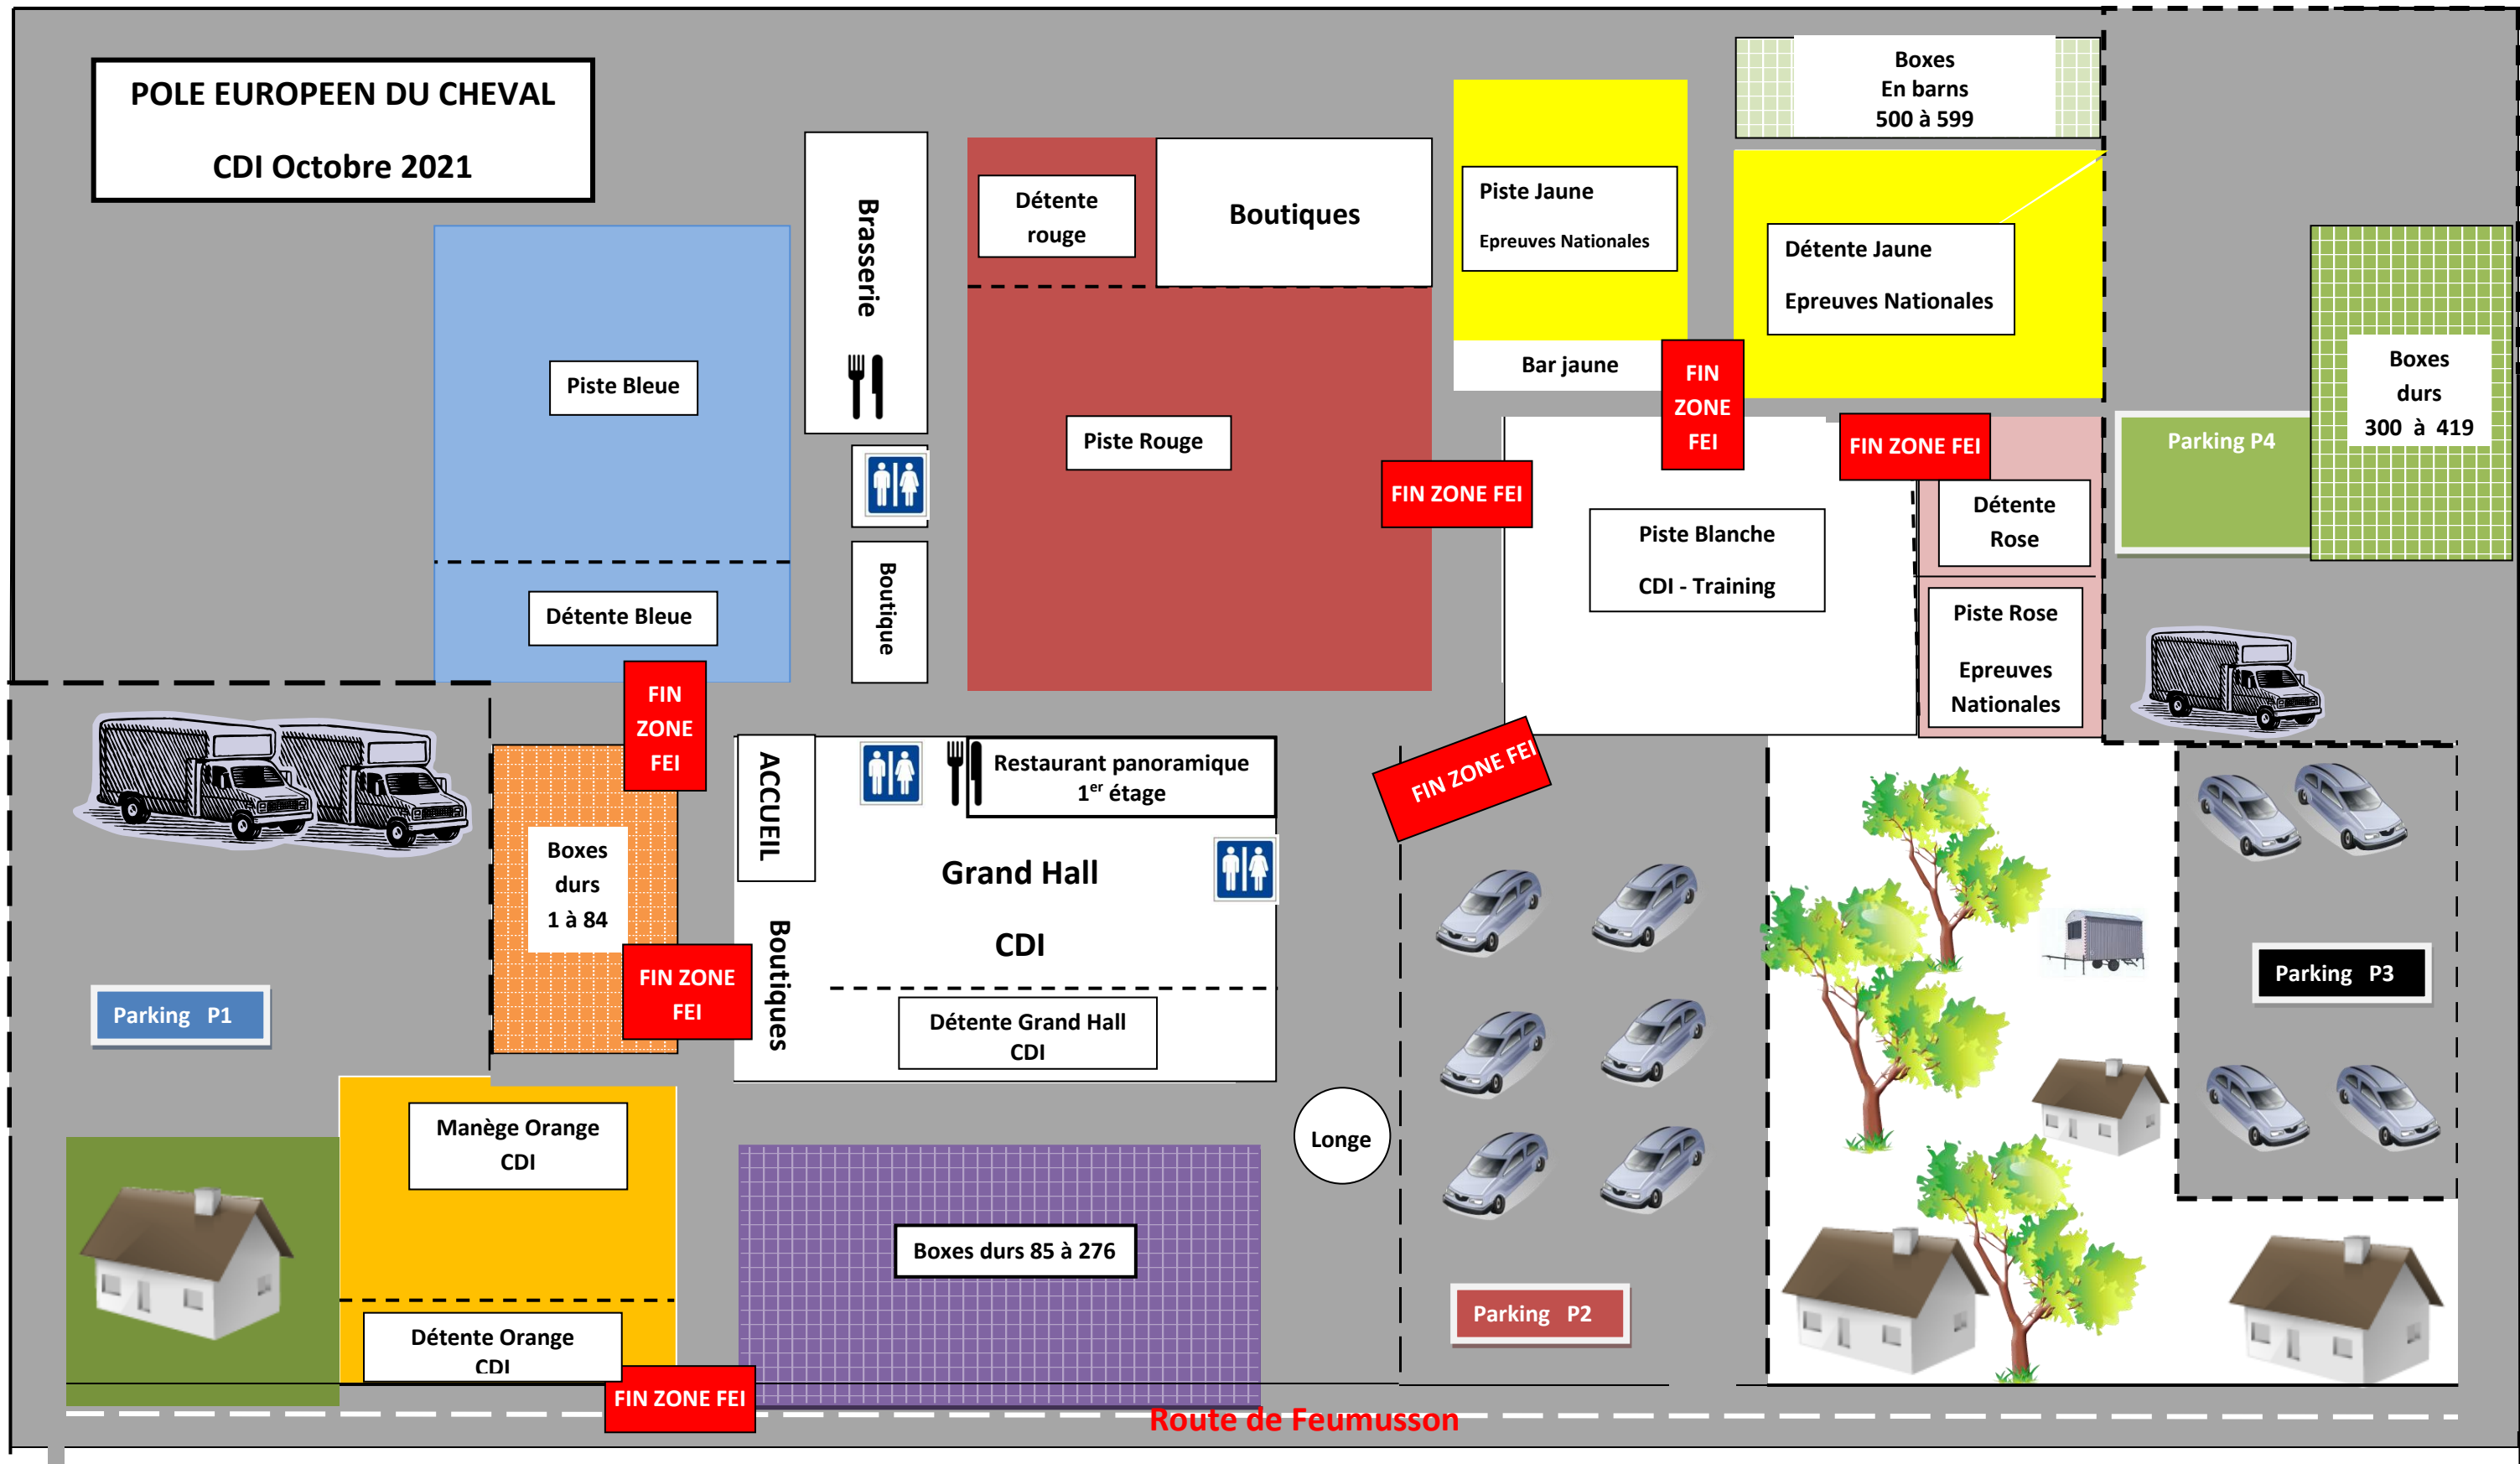 POLE EUROPEEN DU CHEVAL
CDI Octobre 2021
Brasserie
Détente
rouge
Boutiques
Piste Jaune
Epreuves Nationales
Boxes
En barns
500 à 599
Détente Jaune
Epreuves Nationales
Piste Bleue
Piste Rouge
Bar jaune
FIN
ZONE
FEI
Boxes
durs
300 à 419
Parking P4
FIN ZONE FEI
FIN ZONE FEI
Détente
Rose
Piste Blanche
CDI - Training
Boutique
Détente Bleue
Piste Rose
Epreuves
Nationales
FIN
ZONE
FEI
ACCUEIL
Restaurant panoramique
1er étage
FIN ZONE FEI
Boxes
durs
1 à 84
Grand Hall
CDI
Boutiques
FIN ZONE
FEI
Parking P3
Parking P1
Détente Grand Hall
CDI
Manège Orange
CDI
Longe
Boxes durs 85 à 276
Parking P2
Détente Orange
CDI
FIN ZONE FEI
Route de Feumusson